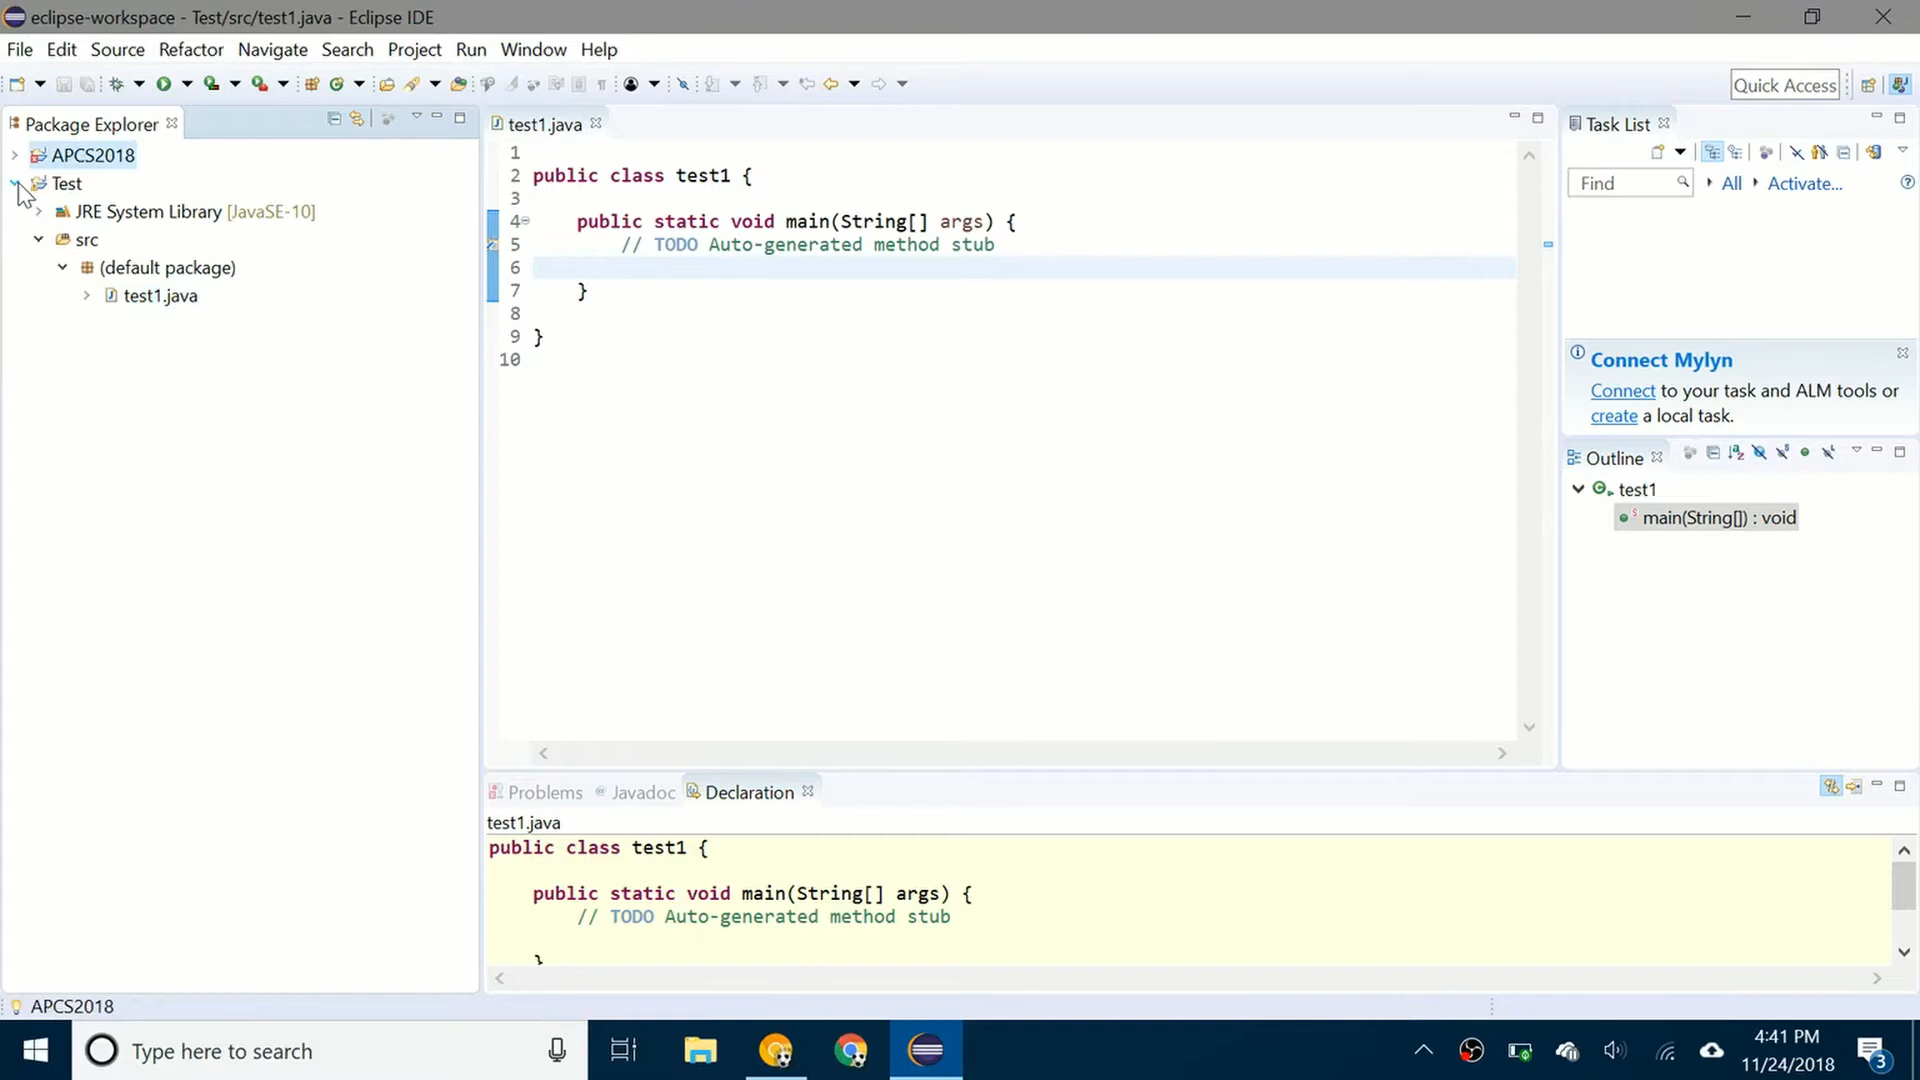 eclipse-workspace - Test/src/test1.java - Eclipse IDE
File Edit Source Refactor Navigate Search Project Run Window Help
Quick Access
Package Explorer
APCS2018
Test
JRE System Library [JavaSE-10]
src
(default package)
test1.java
test1.java
1
2 public class test1 {
3
4 public static void main(String[] args) {
5 // TODO Auto-generated method stub
6
7 }
8
9 }
10
Task List
Find All Activate...
Connect Mylyn
Connect to your task and ALM tools or
create a local task.
Outline
test1
main(String[]) : void
Problems @ Javadoc Declaration
test1.java
public class test1 {
public static void main(String[] args) {
// TODO Auto-generated method stub
}
APCS2018
Type here to search
4:41 PM
11/24/2018
3